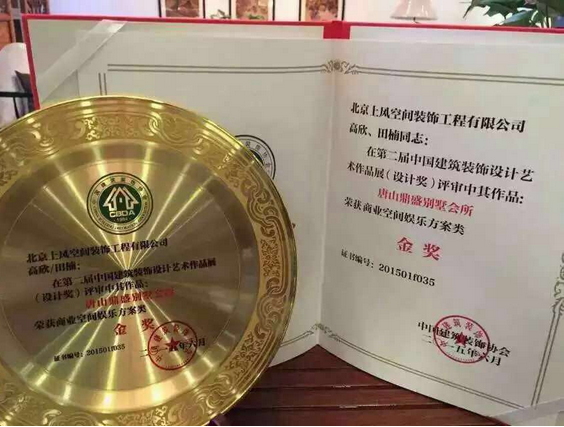 CBDA
北京上风空间装饰工程有限公司
高欣/田楠:
在第二届中国建筑装饰设计艺术作品展
(设计奖)评审中其作品:
唐山鼎盛别墅会所
荣获商业空间娱乐方案类
金奖
证书编号:201501f035
二〇一五年六月
北京上风空间装饰工程有限公司
高欣、田楠同志:
在第二届中国建筑装饰设计艺
术作品展(设计奖)评审中其作品:
唐山鼎盛别墅会所
荣获商业空间娱乐方案类
金奖
证书编号:201501f035
中国建筑装饰协会
二〇一五年六月